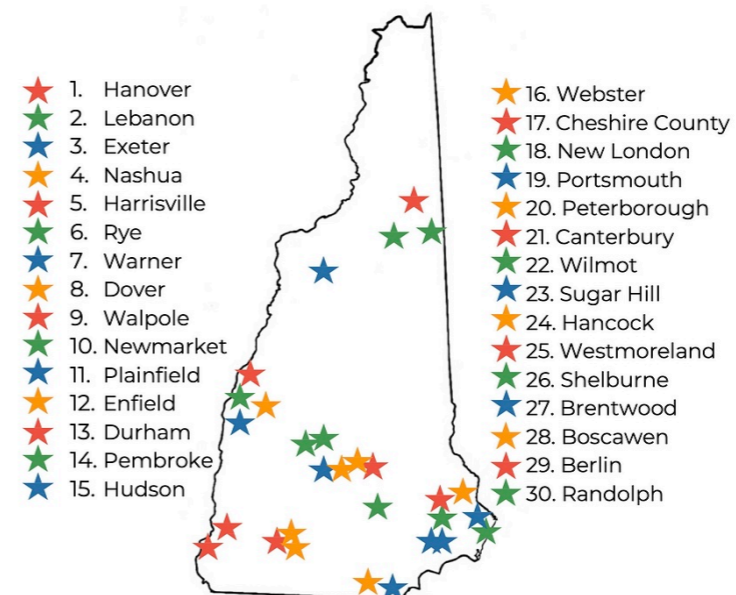 1. Hanover
2. Lebanon
3. Exeter
4. Nashua
5. Harrisville
6. Rye
7. Warner
8. Dover
9. Walpole
10. Newmarket
11. Plainfield
12. Enfield
13. Durham
14. Pembroke
15. Hudson
16. Webster
17. Cheshire County
18. New London
19. Portsmouth
20. Peterborough
21. Canterbury
22. Wilmot
23. Sugar Hill
24. Hancock
25. Westmoreland
26. Shelburne
27. Brentwood
28. Boscawen
29. Berlin
30. Randolph